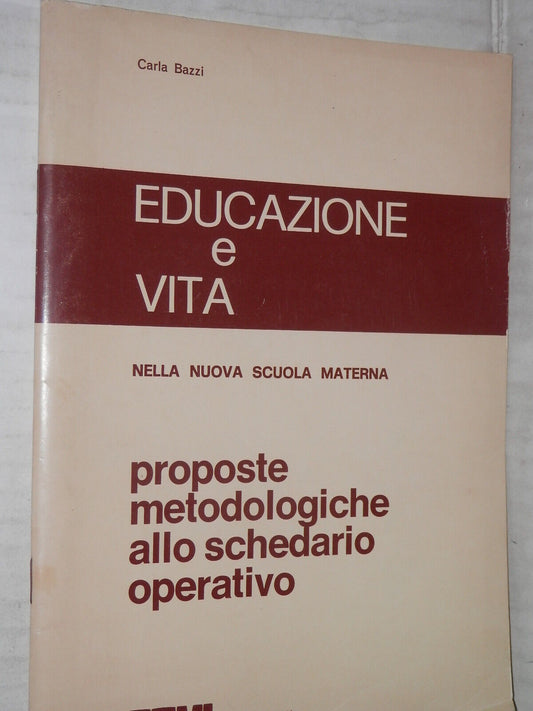 Carla Bazzi
EDUCAZIONE
e
VITA
NELLA NUOVA SCUOLA MATERNA
proposte
metodologiche
allo schedario
operativo